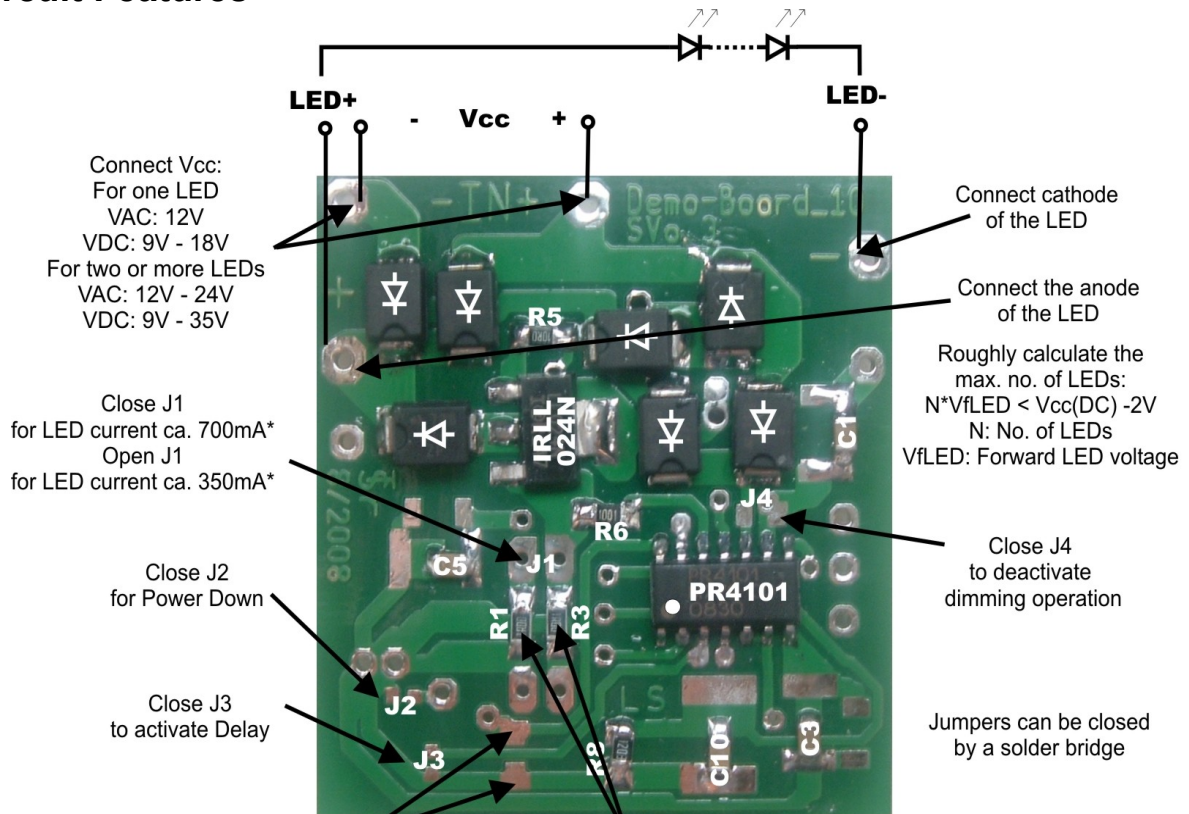 LED+
LED-
- Vcc +
Connect Vcc:
For one LED
VAC: 12V
VDC: 9V - 18V
For two or more LEDs
VAC: 12V - 24V
VDC: 9V - 35V
Close J1
for LED current ca. 700mA*
Open J1
for LED current ca. 350mA*
Close J2
for Power Down
Close J3
to activate Delay
-IN+
Demo-Board_10
+
-
R5
IRLL
024N
C1
J4
1001
R6
C5
J1
PR4101
0830
R1
R3
J2
LS
J3
R2
C10
C3
Connect cathode
of the LED
Connect the anode
of the LED
Roughly calculate the
max. no. of LEDs:
N*VfLED < Vcc(DC) -2V
N: No. of LEDs
VfLED: Forward LED voltage
Close J4
to deactivate
dimming operation
Jumpers can be closed
by a solder bridge